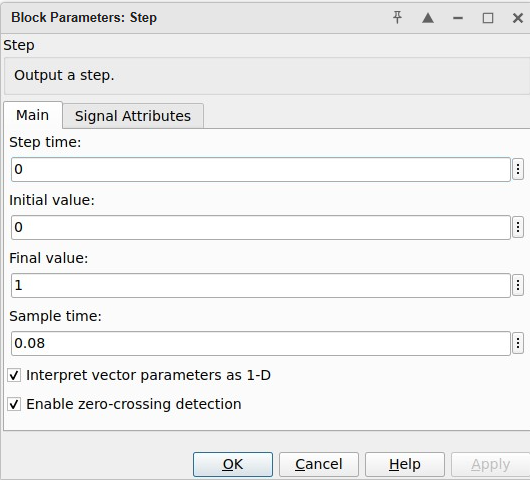 Block Parameters: Step
Step
Output a step.
Main Signal Attributes
Step time:
0
Initial value:
0
Final value:
1
Sample time:
0.08
Interpret vector parameters as 1-D
Enable zero-crossing detection
OK Cancel Help Apply